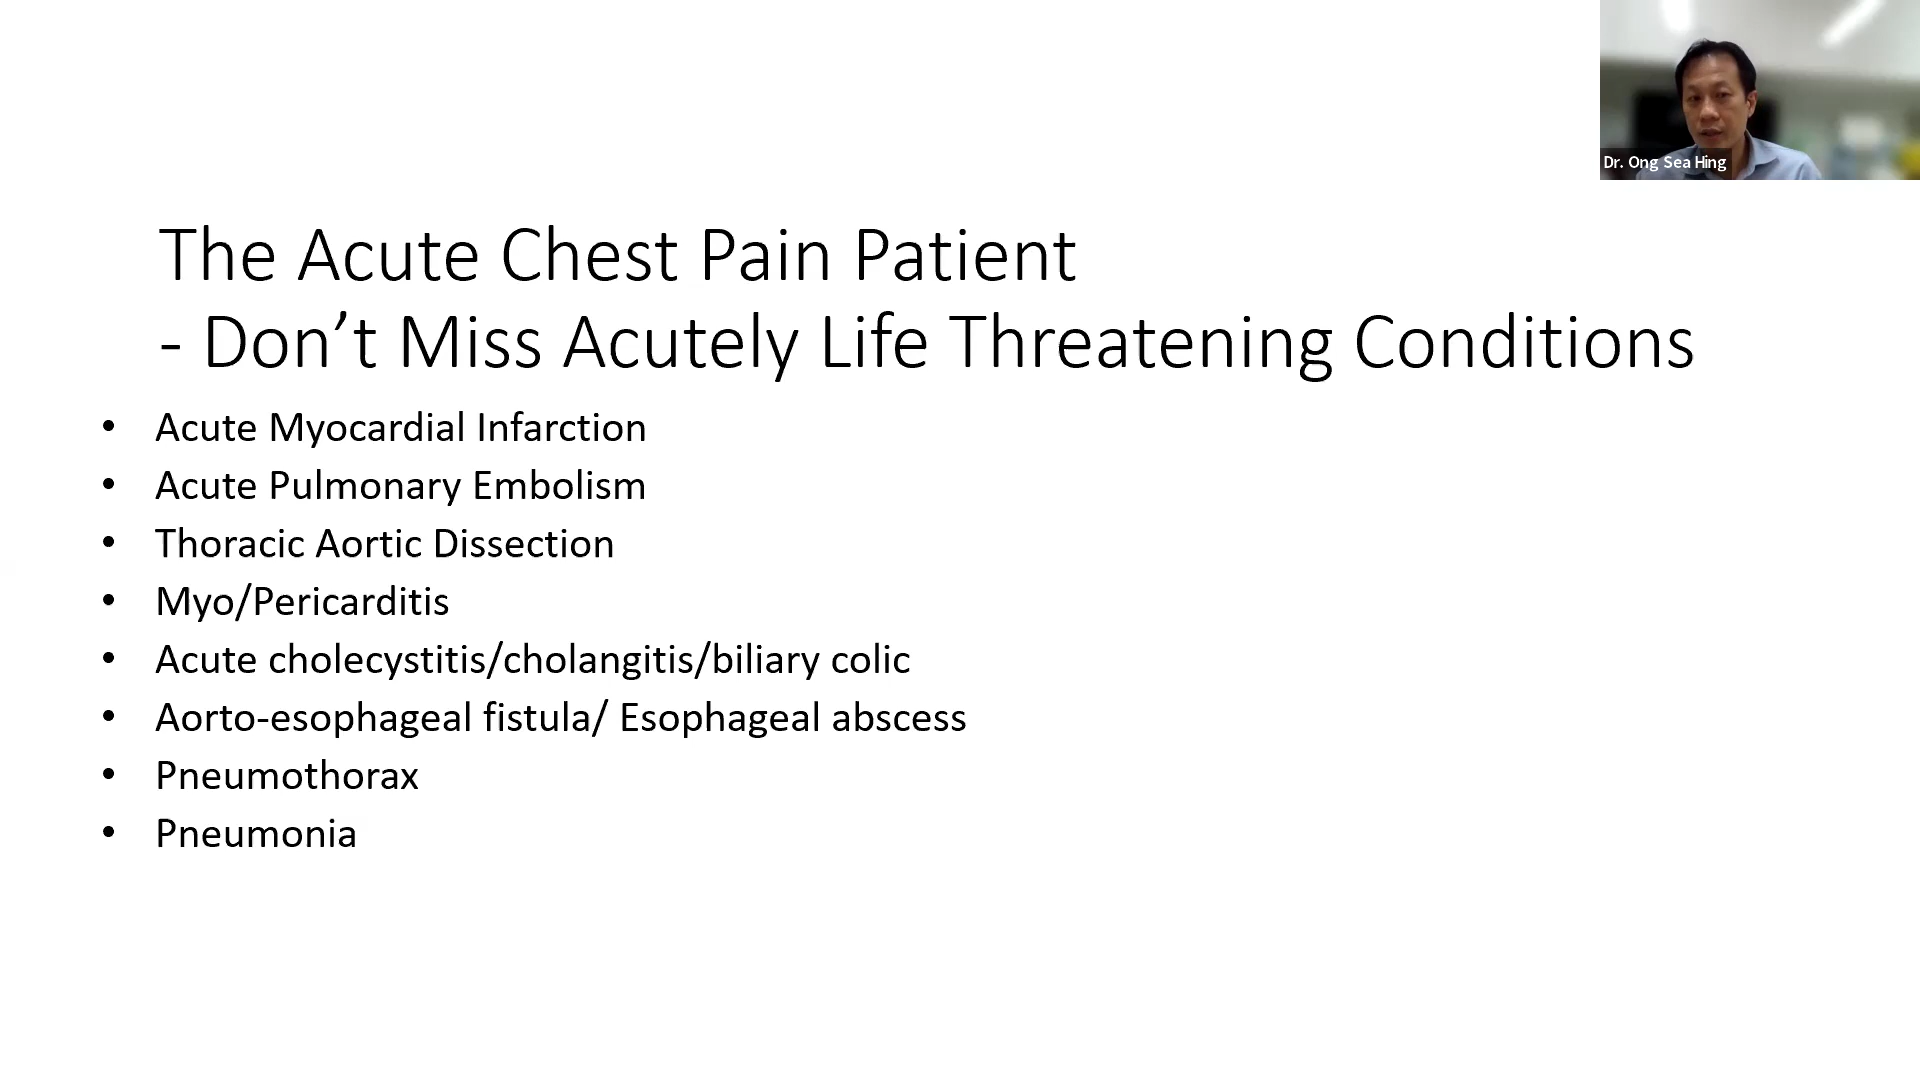 Dr. Ong Sea Hing
The Acute Chest Pain Patient
- Don’t Miss Acutely Life Threatening Conditions
• Acute Myocardial Infarction
• Acute Pulmonary Embolism
• Thoracic Aortic Dissection
• Myo/Pericarditis
• Acute cholecystitis/cholangitis/biliary colic
• Aorto-esophageal fistula/ Esophageal abscess
• Pneumothorax
• Pneumonia